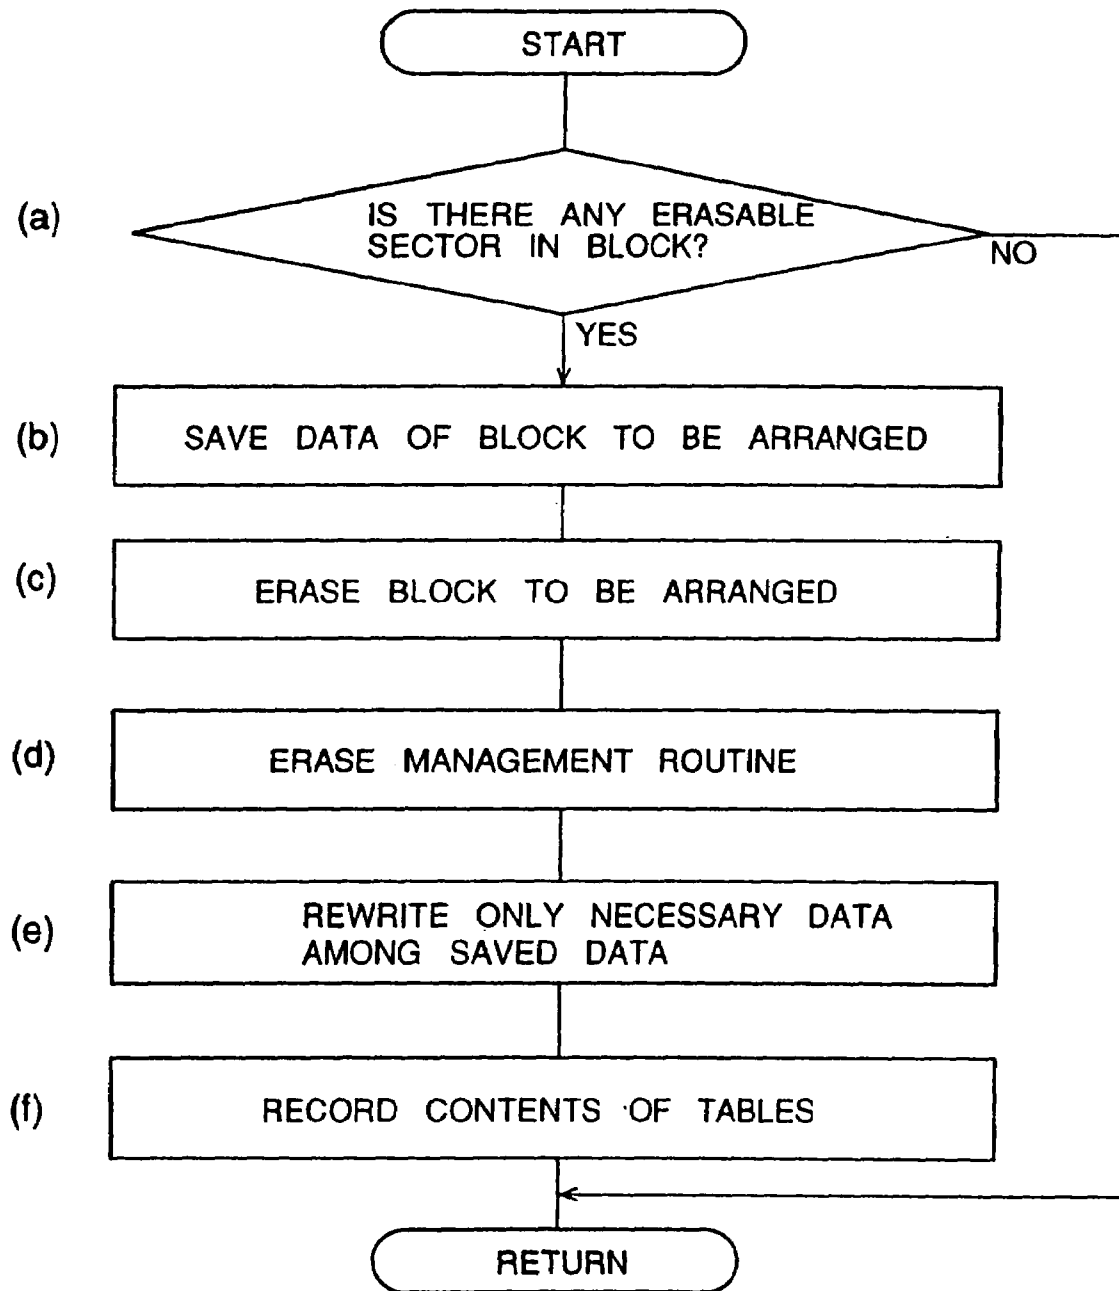 START
(a)
IS THERE ANY ERASABLE
SECTOR IN BLOCK?
NO
YES
(b)
SAVE DATA OF BLOCK TO BE ARRANGED
(c)
ERASE BLOCK TO BE ARRANGED
(d)
ERASE MANAGEMENT ROUTINE
(e)
REWRITE ONLY NECESSARY DATA
AMONG SAVED DATA
(f)
RECORD CONTENTS OF TABLES
RETURN